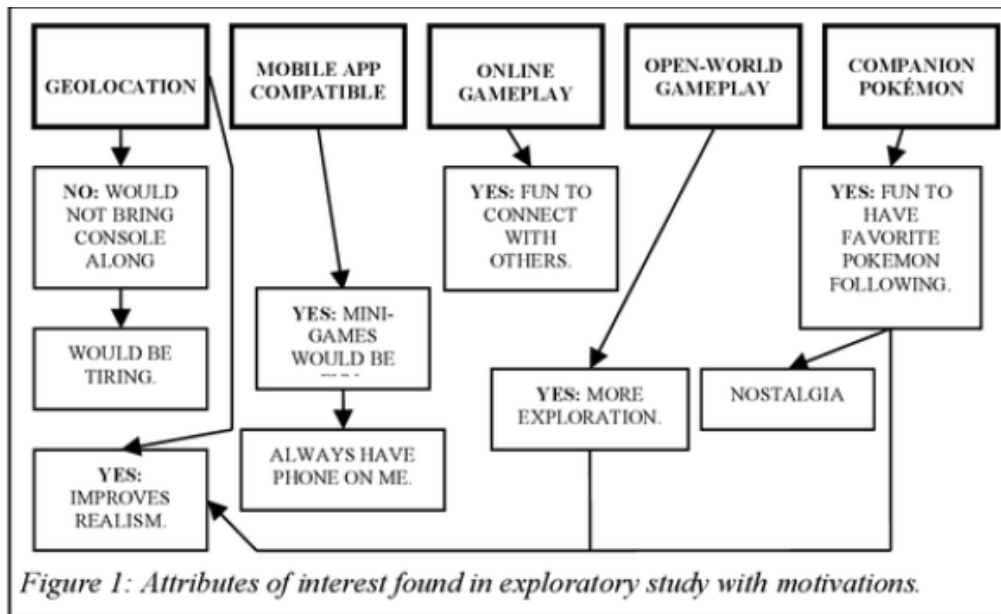 GEOLOCATION
MOBILE APP
COMPATIBLE
ONLINE
GAMEPLAY
OPEN-WORLD
GAMEPLAY
COMPANION
POKÉMON
NO: WOULD
NOT BRING
CONSOLE
ALONG
WOULD BE
TIRING.
YES:
IMPROVES
REALISM.
YES: MINI-
GAMES
WOULD BE
ALWAYS HAVE
PHONE ON ME.
YES: FUN TO
CONNECT
WITH
OTHERS.
YES: MORE
EXPLORATION.
YES: FUN TO
HAVE
FAVORITE
POKEMON
FOLLOWING.
NOSTALGIA
Figure 1: Attributes of interest found in exploratory study with motivations.